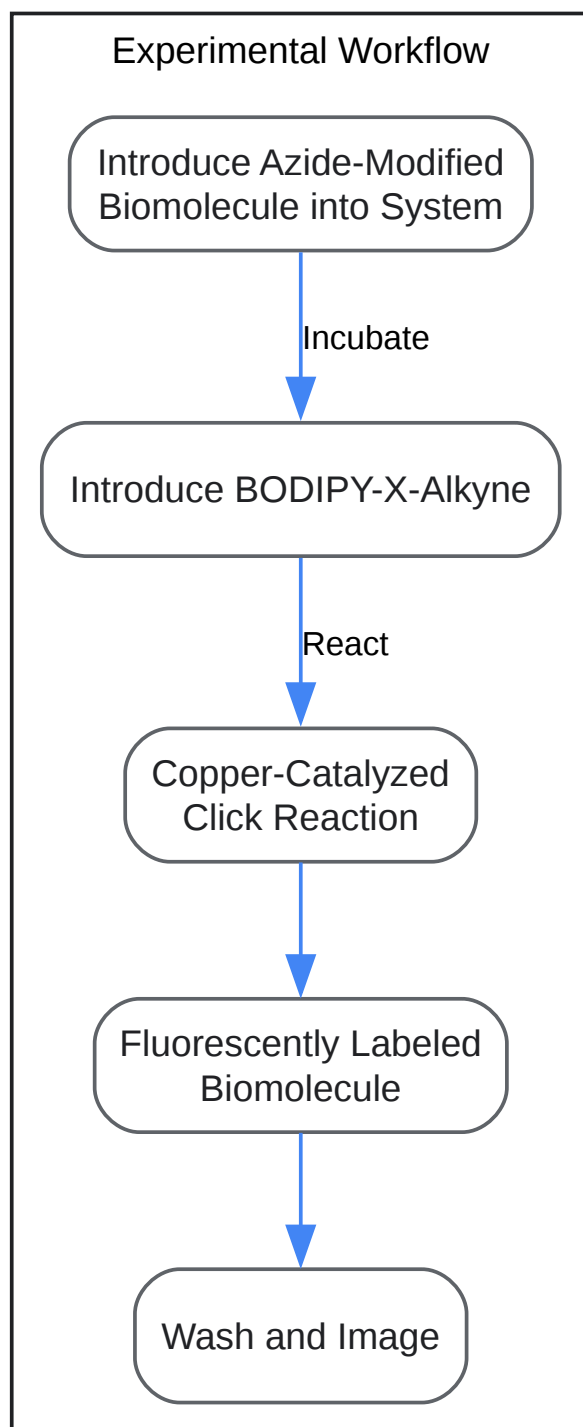 Experimental Workflow
Introduce Azide-Modified
Biomolecule into System
Incubate
Introduce BODIPY-X-Alkyne
React
Copper-Catalyzed
Click Reaction
Fluorescently Labeled
Biomolecule
Wash and Image